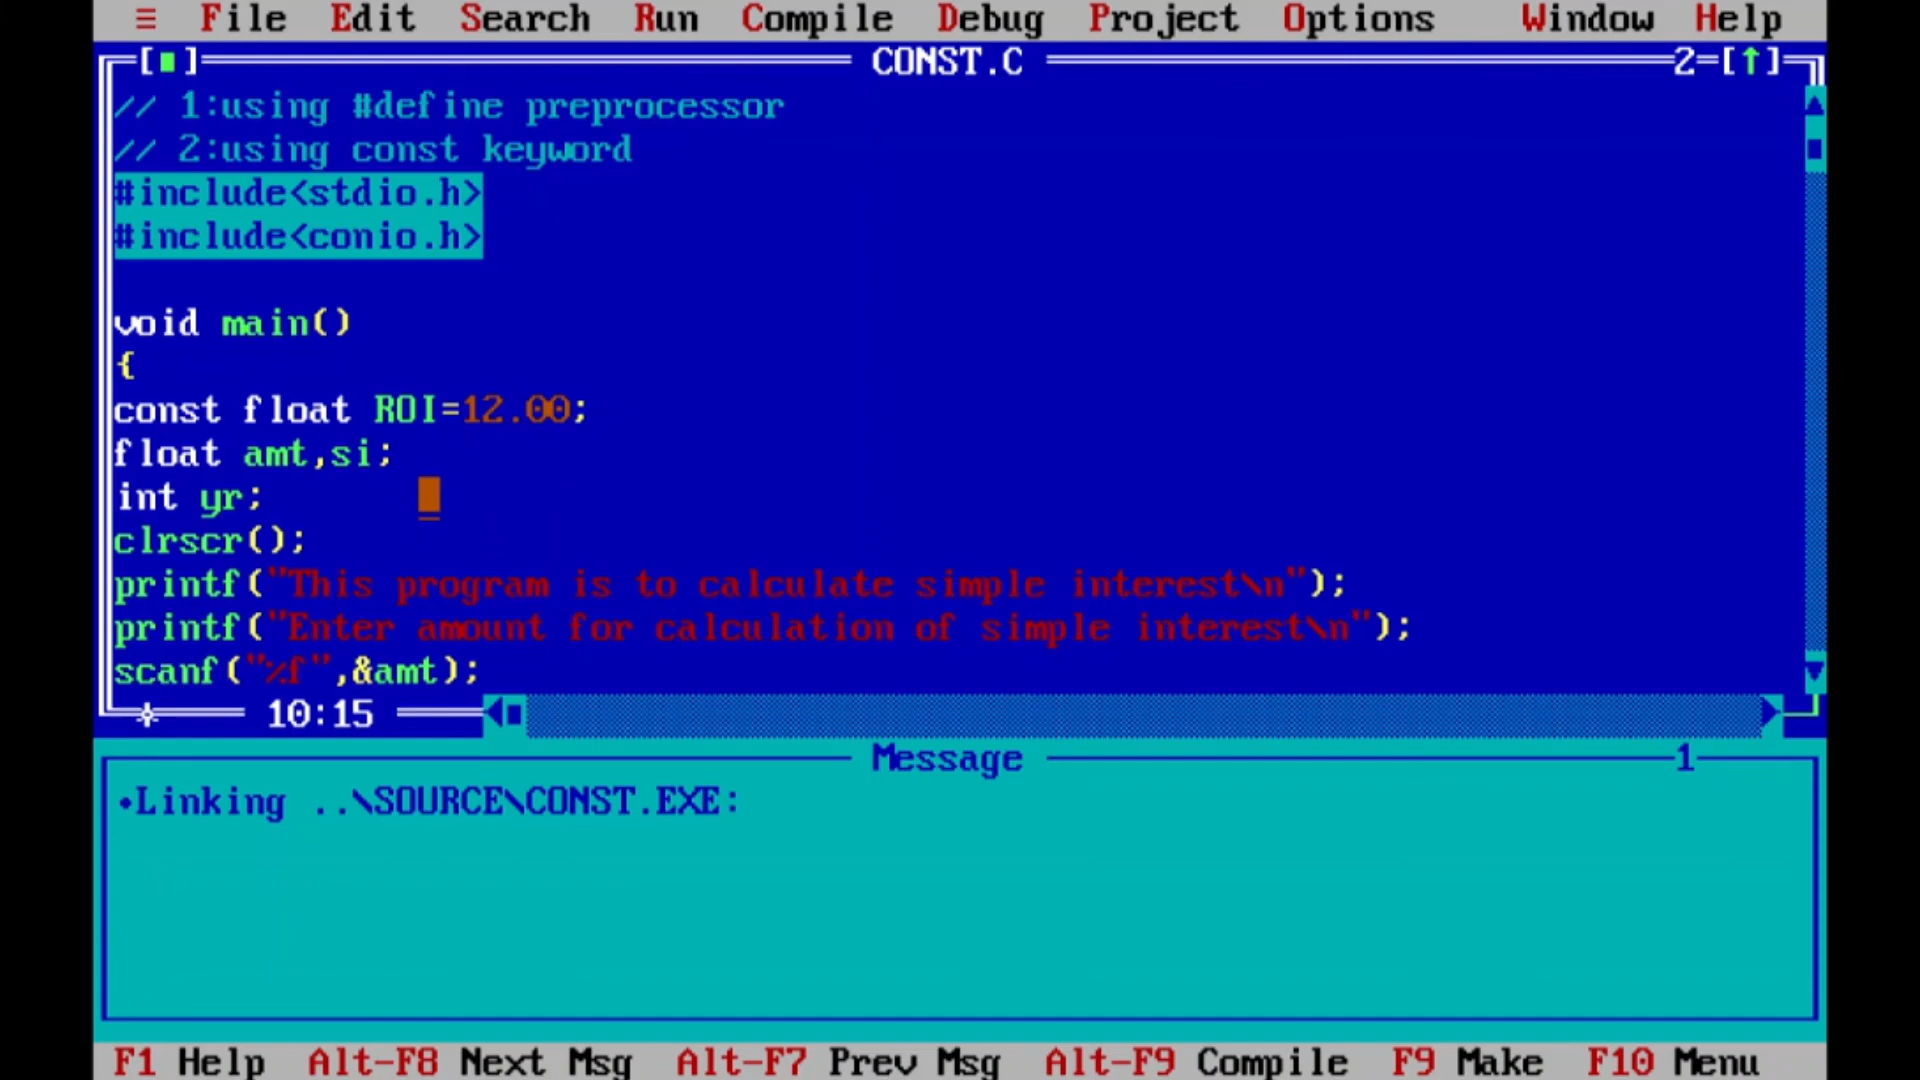 ≡ File Edit Search Run Compile Debug Project Options Window Help
[■] CONST.C 2=[↑]
// 1:using #define preprocessor
// 2:using const keyword
#include<stdio.h>
#include<conio.h>
void main()
{
const float ROI=12.00;
float amt,si;
int yr;
clrscr();
printf("This program is to calculate simple interest\n");
printf("Enter amount for calculation of simple interest\n");
scanf("%f",&amt);
10:15
Message 1
•Linking ..\SOURCE\CONST.EXE:
F1 Help Alt-F8 Next Msg Alt-F7 Prev Msg Alt-F9 Compile F9 Make F10 Menu